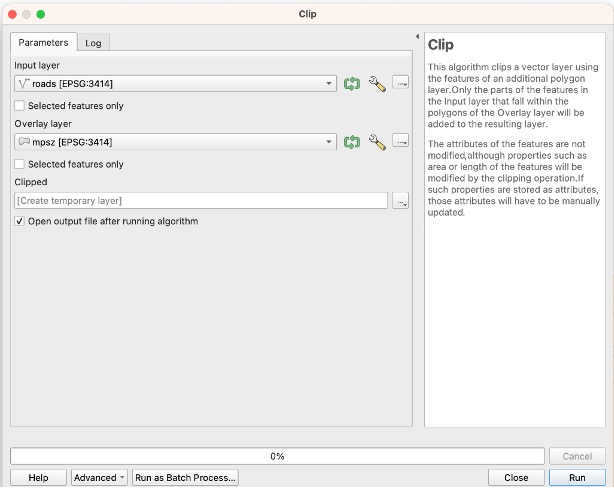 Clip
Parameters
Log
Input layer
roads [EPSG:3414]
...
Selected features only
Overlay layer
mpsz [EPSG:3414]
...
Selected features only
Clipped
[Create temporary layer]
...
Open output file after running algorithm
Clip
This algorithm clips a vector layer using
the features of an additional polygon
layer.Only the parts of the features in
the Input layer that fall within the
polygons of the Overlay layer will be
added to the resulting layer.
The attributes of the features are not
modified,although properties such as
area or length of the features will be
modified by the clipping operation.If
such properties are stored as attributes,
those attributes will have to be manually
updated.
0%
Cancel
Help
Advanced
Run as Batch Process...
Close
Run